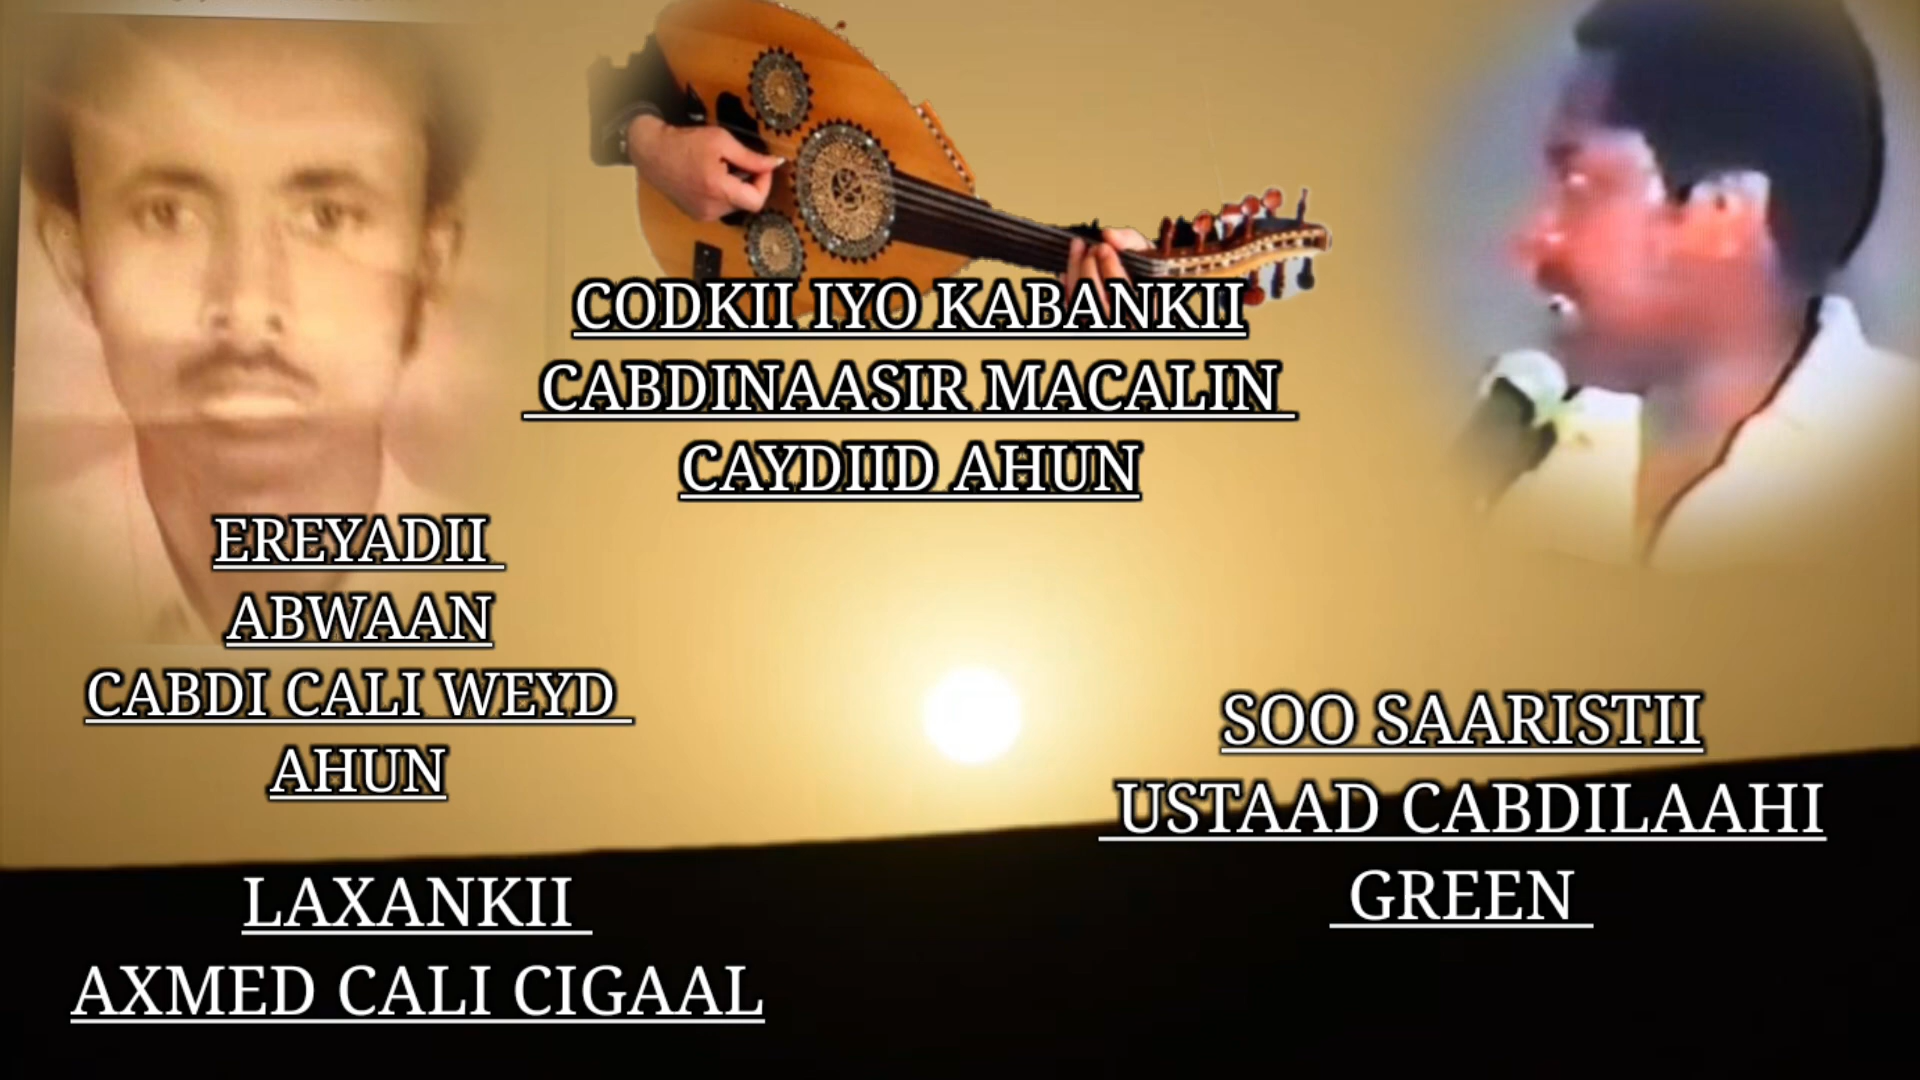 CODKII IYO KABANKII
CABDINAASIR MACALIN
CAYDIID AHUN
EREYADII
ABWAAN
CABDI CALI WEYD
AHUN
SOO SAARISTII
USTAAD CABDILAAHI
GREEN
LAXANKII
AXMED CALI CIGAAL